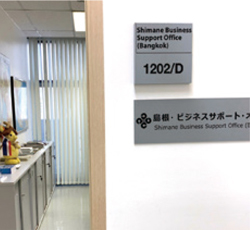 Shimane Business
Support Office
(Bangkok)
1202/D
島根・ビジネスサポート・オ
Shimane Business Support Office (B